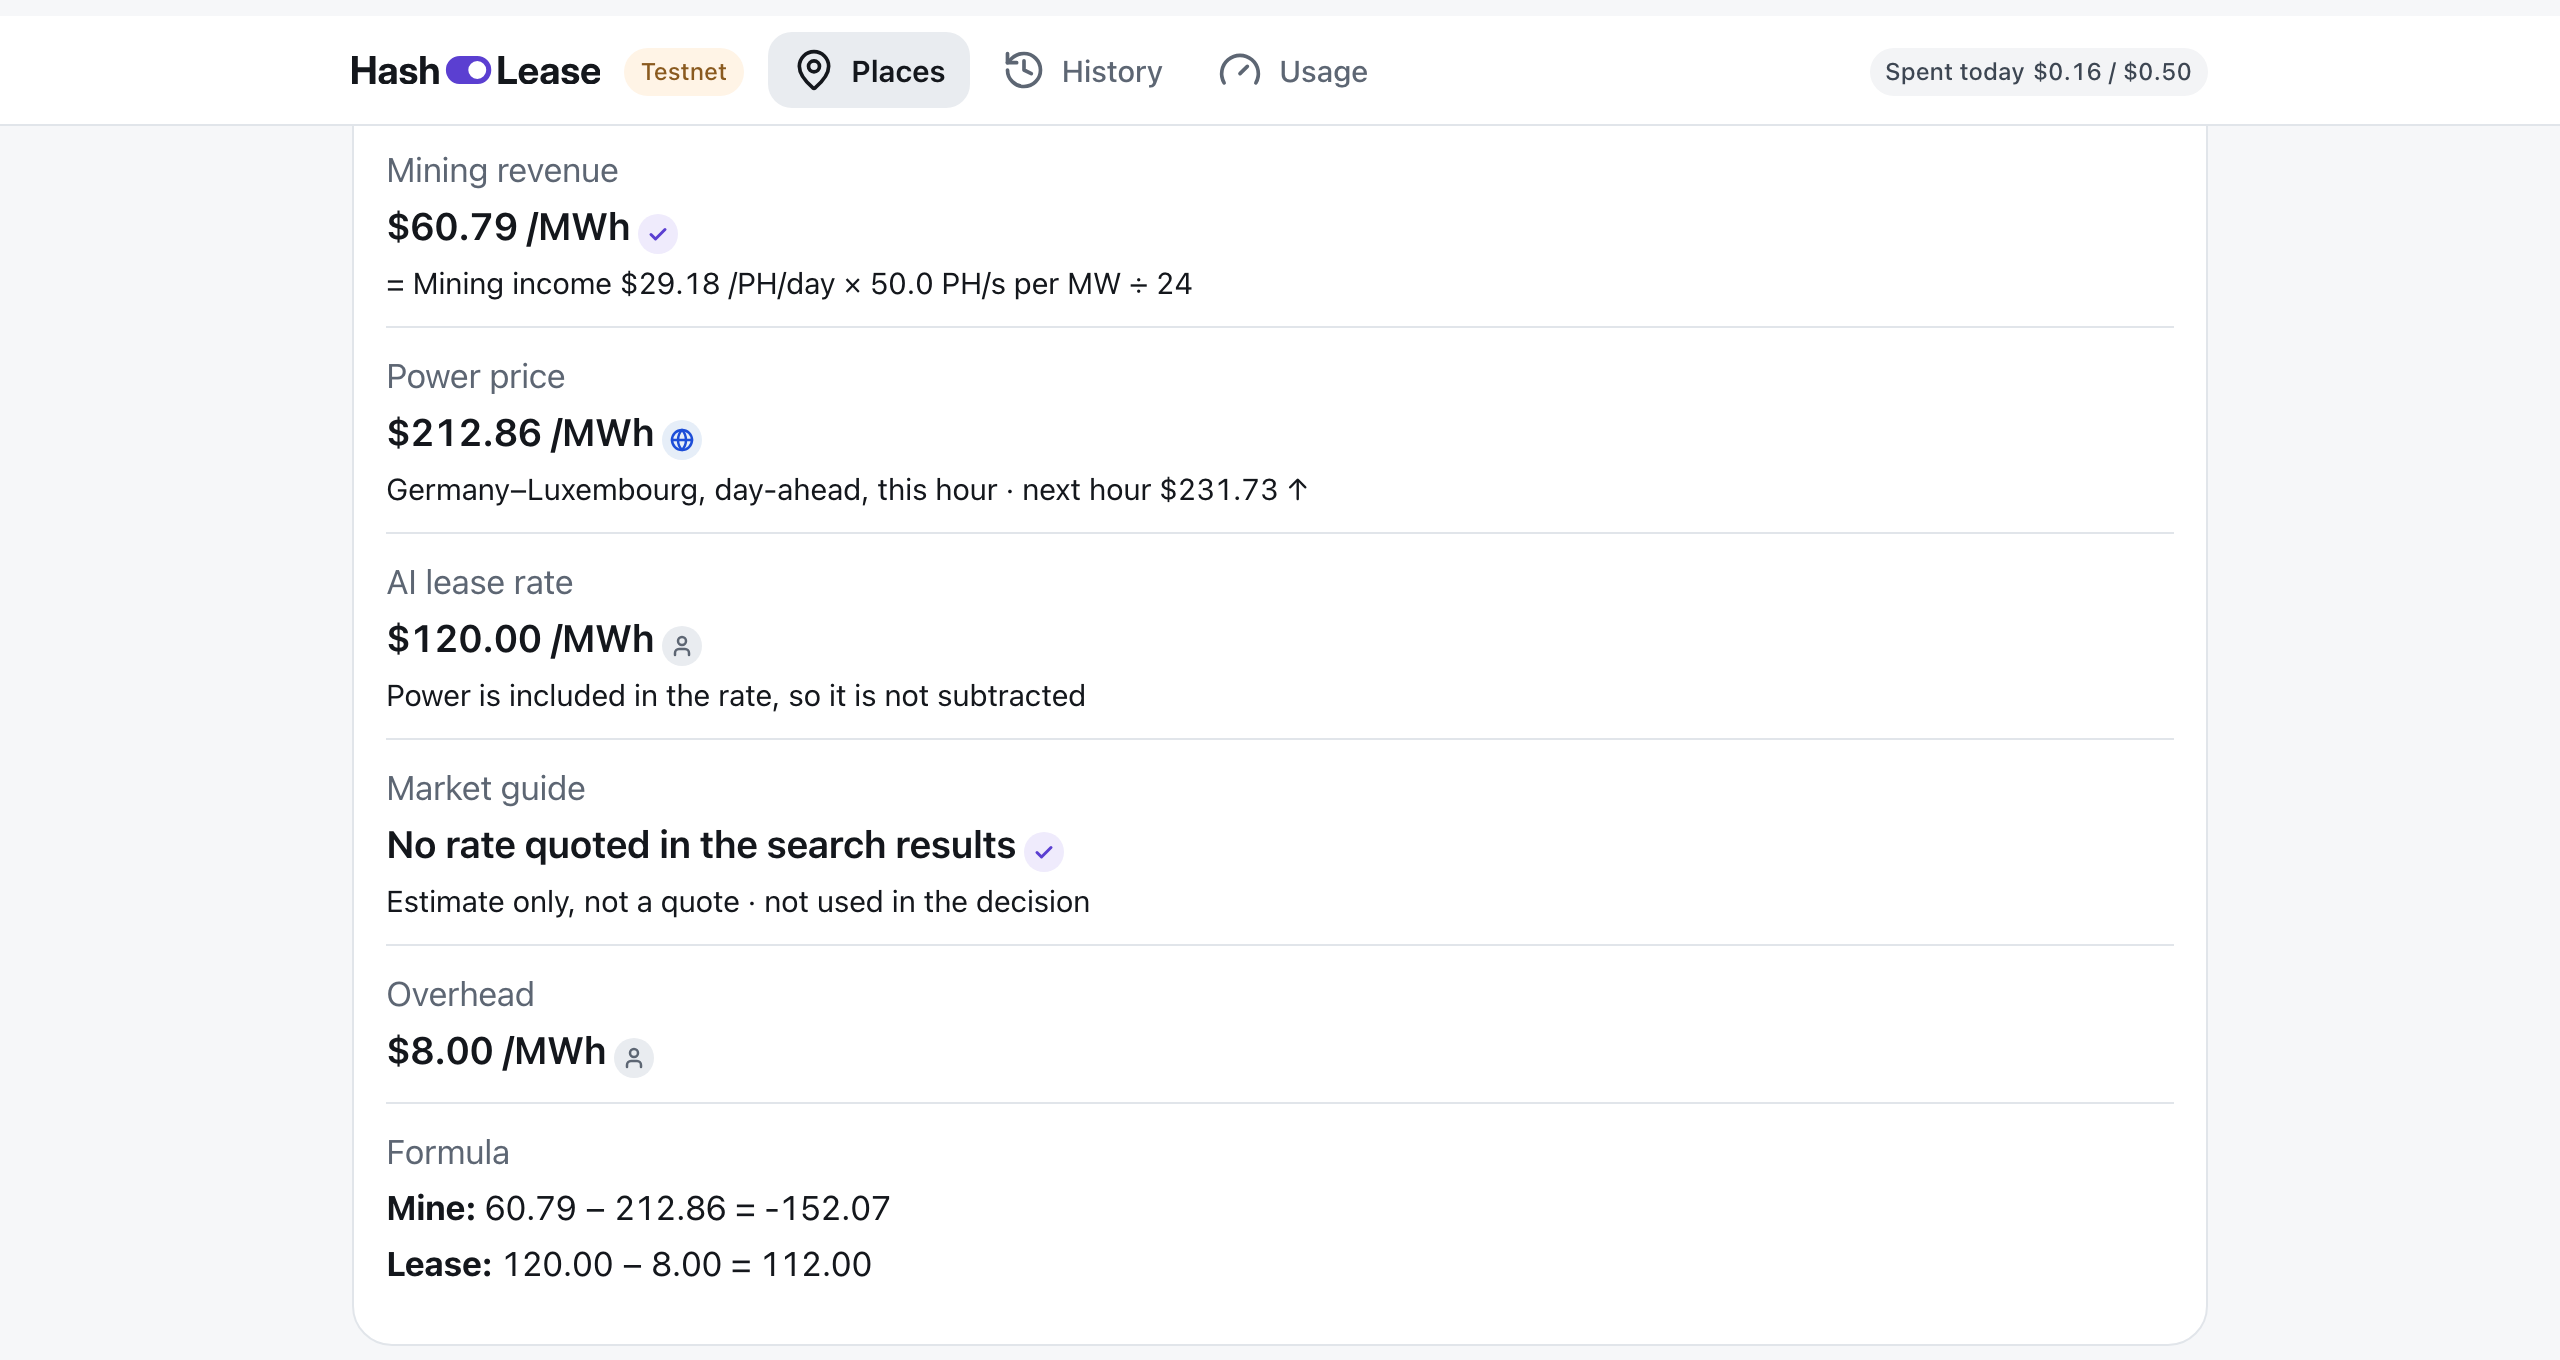 Hash Lease Testnet Places History Usage Spent today $0.16 / $0.50
Mining revenue
$60.79 /MWh
= Mining income $29.18 /PH/day × 50.0 PH/s per MW ÷ 24
Power price
$212.86 /MWh
Germany–Luxembourg, day-ahead, this hour · next hour $231.73 ↑
AI lease rate
$120.00 /MWh
Power is included in the rate, so it is not subtracted
Market guide
No rate quoted in the search results
Estimate only, not a quote · not used in the decision
Overhead
$8.00 /MWh
Formula
Mine: 60.79 – 212.86 = -152.07
Lease: 120.00 – 8.00 = 112.00